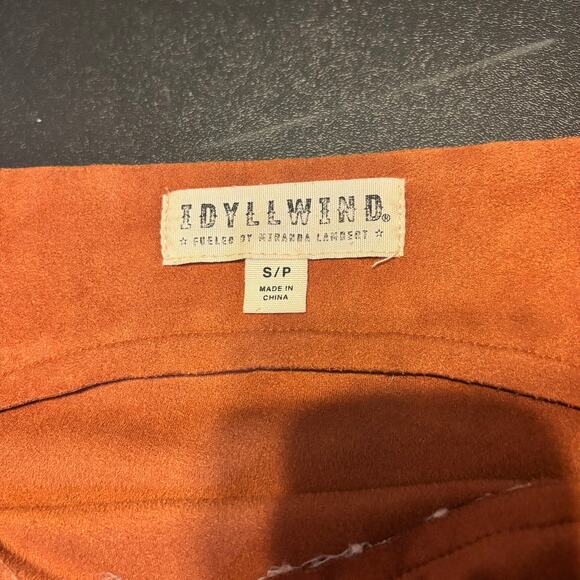 IDYLLWIND®
☆ FUELED BY MIRANDA LAMBERT ☆
S/P
MADE IN
CHINA